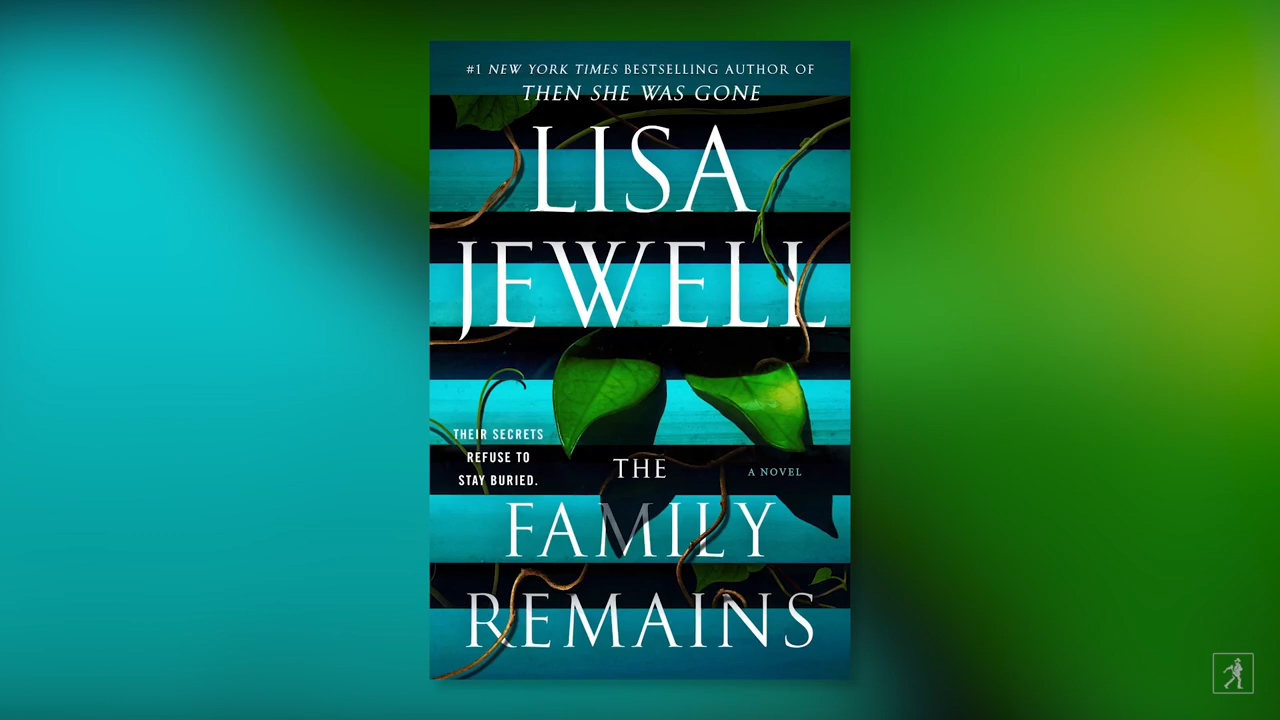 #1 NEW YORK TIMES BESTSELLING AUTHOR OF
THEN SHE WAS GONE
LISA
JEWELL
THEIR SECRETS
REFUSE TO
STAY BURIED.
THE
A NOVEL
FAMILY
REMAINS